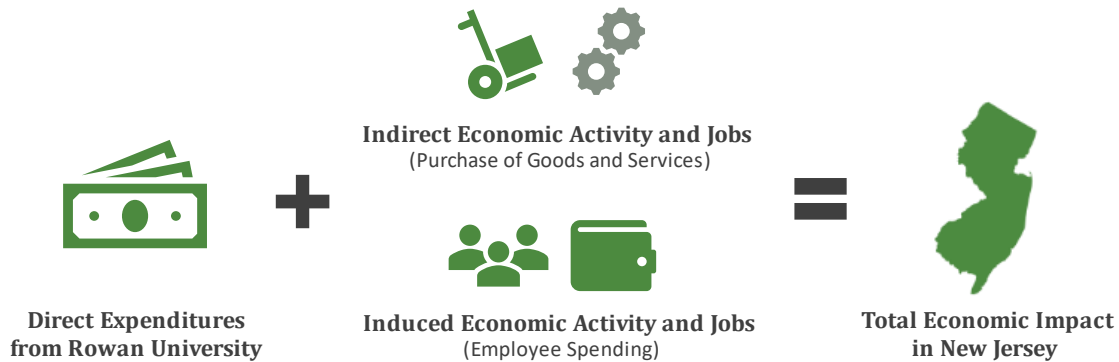 Direct Expenditures
from Rowan University
Indirect Economic Activity and Jobs
(Purchase of Goods and Services)
Induced Economic Activity and Jobs
(Employee Spending)
Total Economic Impact
in New Jersey